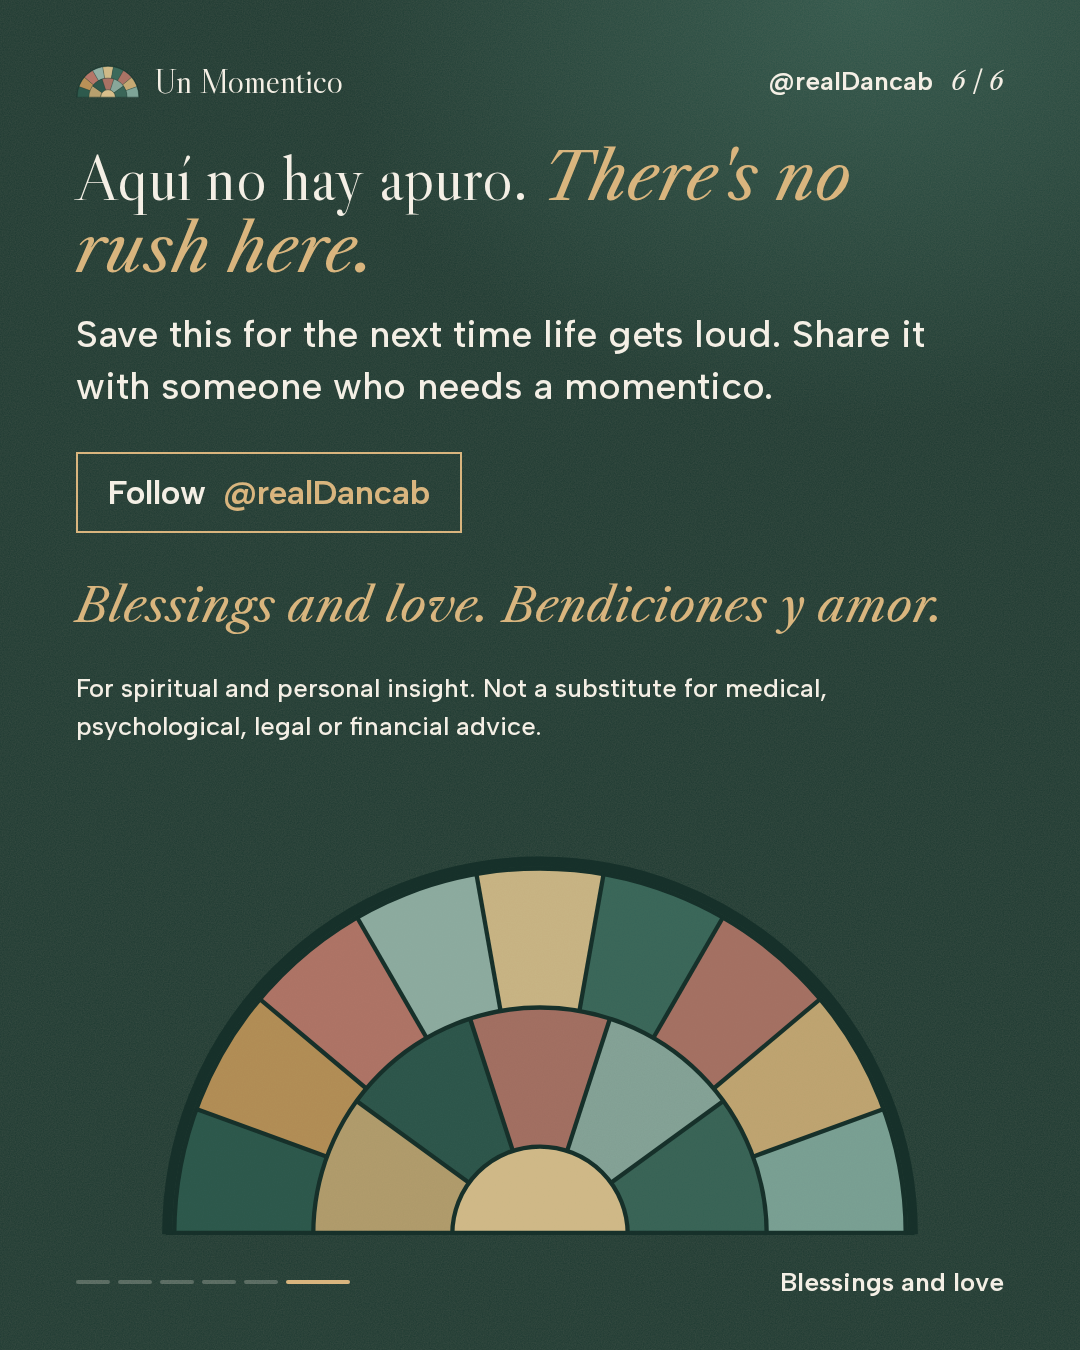 Un Momentico
@realDancab 6 / 6
Aquí no hay apuro. There's no
rush here.
Save this for the next time life gets loud. Share it
with someone who needs a momentico.
Follow @realDancab
Blessings and love. Bendiciones y amor.
For spiritual and personal insight. Not a substitute for medical,
psychological, legal or financial advice.
Blessings and love